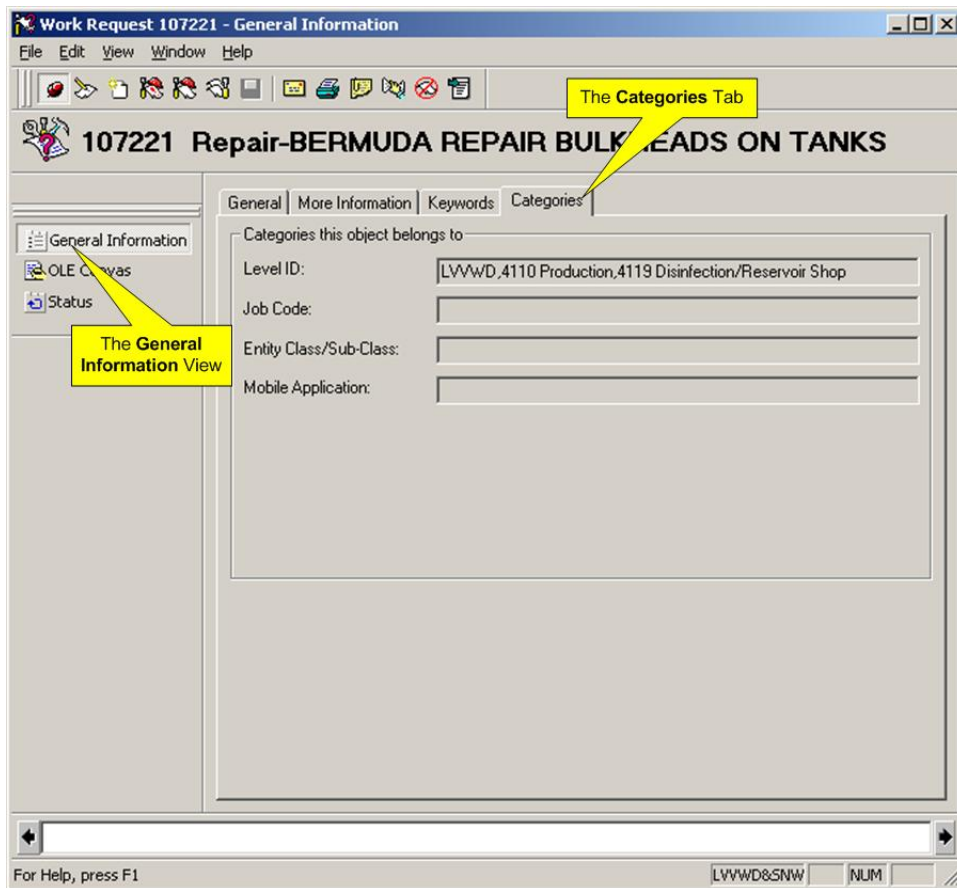 Work Request 107221 - General Information
File Edit View Window Help
The Categories Tab
107221 Repair-BERMUDA REPAIR BULKHEADS ON TANKS
General More Information Keywords Categories
General Information
OLE Canvas
Status
The General
Information View
Categories this object belongs to
Level ID: LVVWD,4110 Production,4119 Disinfection/Reservoir Shop
Job Code:
Entity Class/Sub-Class:
Mobile Application:
For Help, press F1
LVVWD&SNW NUM